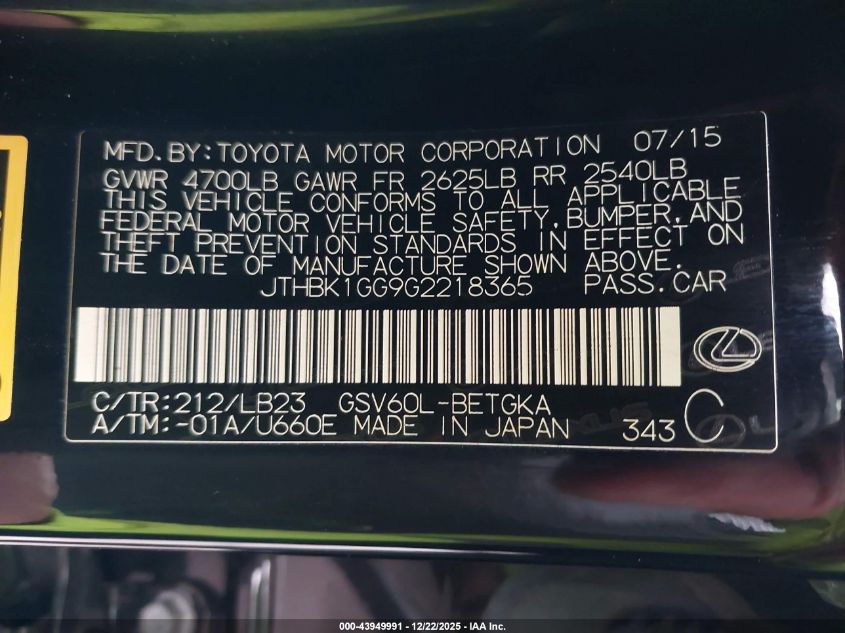 MFD.BY:TOYOTA MOTOR CORPORATION 07/15
GVWR 4700LB GAWR FR 2625LB RR 2540LB
THIS VEHICLE CONFORMS TO ALL APPLICABLE
FEDERAL MOTOR VEHICLE SAFETY,BUMPER,AND
THEFT PREVENTION STANDARDS IN EFFECT ON
THE DATE OF MANUFACTURE SHOWN ABOVE.
JTHBK1GG9G2218365 PASS.CAR
C/TR:212/LB23 GSV60L-BETGKA
A/TM:-01A/U660E MADE IN JAPAN 343 C
000-43949991 - 12/22/2025 - IAA Inc.